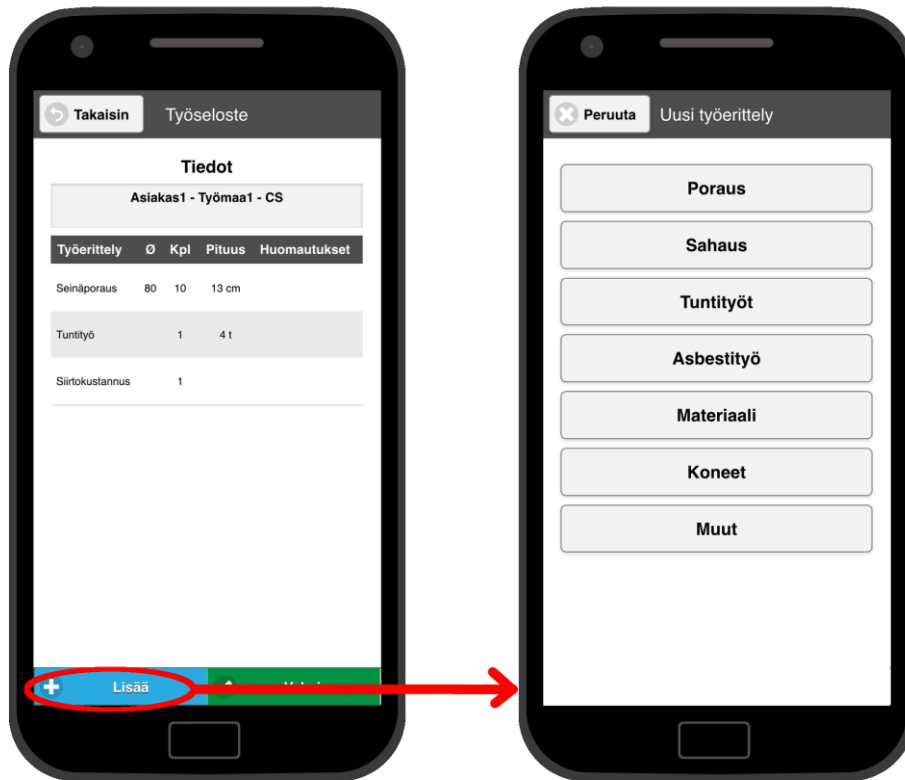 Takaisin Työseloste
Tiedot
Asiakas1 - Työmaa1 - CS
Työerittely Ø Kpl Pituus Huomautukset
Seinäporaus 80 10 13 cm
Tuntityö 1 4 t
Siirtokustannus 1
Lisää
Peruuta Uusi työerittely
Poraus
Sahaus
Tuntityöt
Asbestityö
Materiaali
Koneet
Muut